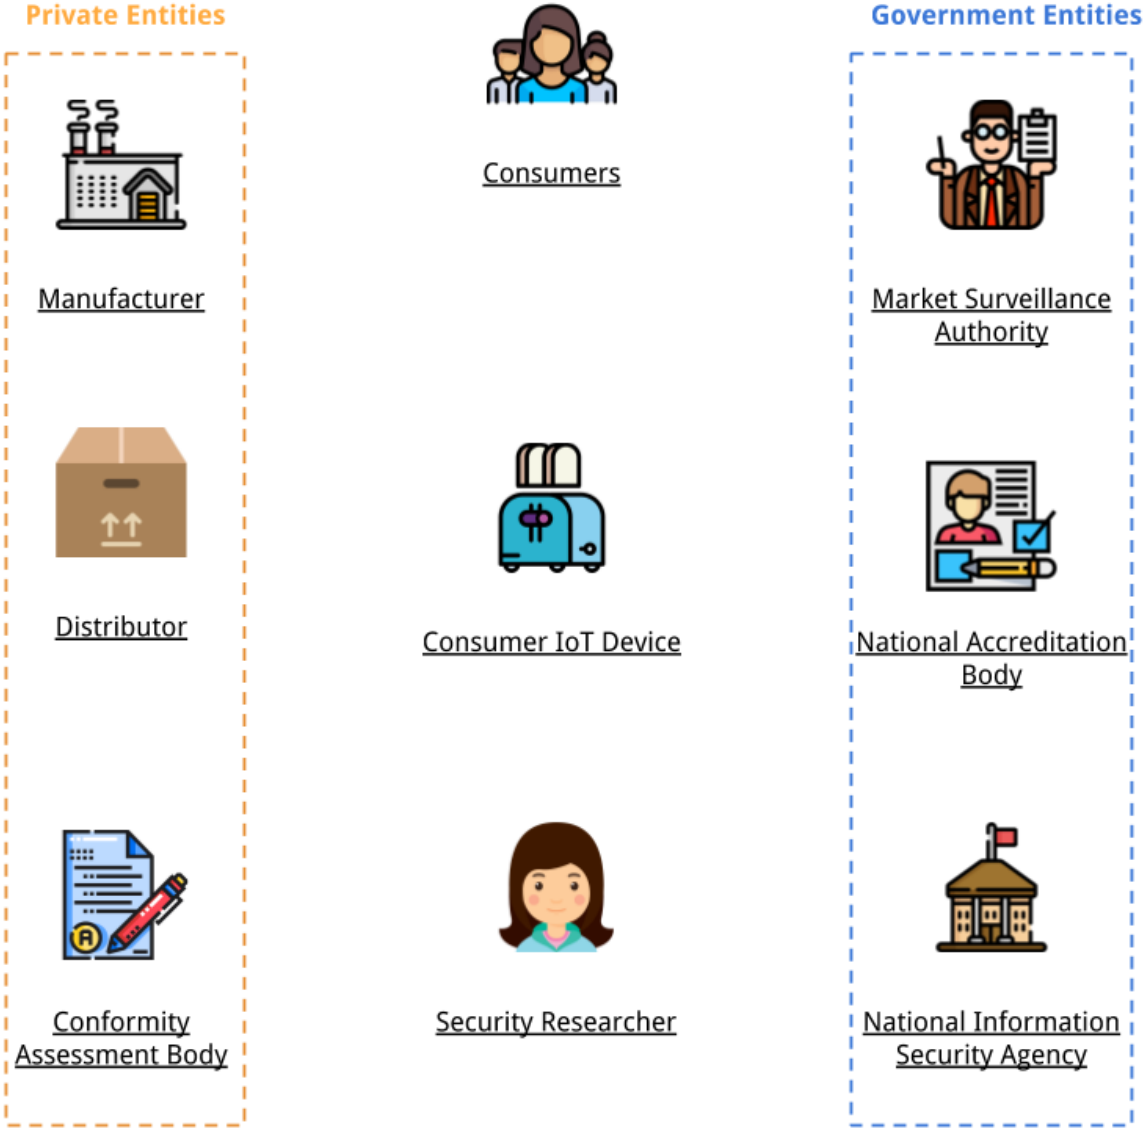 Private Entities
Government Entities
Consumers
Manufacturer
Market Surveillance
Authority
Distributor
Consumer IoT Device
National Accreditation
Body
A
Conformity
Assessment Body
Security Researcher
National Information
Security Agency